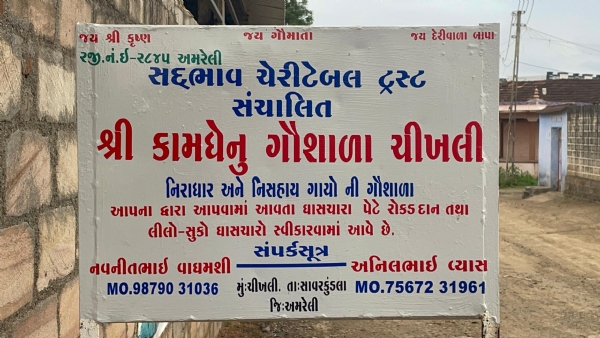 જય શ્રી કૃષ્ણ જય ગૌમાતા જય દેરીવાળા બાપા
રજી.નં.ઈ-૨૮૪૫ અમરેલી
સદ્દભાવ ચેરીટેબલ ટ્રસ્ટ
સંચાલિત
શ્રી કામધેનુ ગૌશાળા ચીખલી
નિરાધાર અને નિસહાય ગાયો ની ગૌશાળા
આપના દ્વારા આપવામાં આવતા ઘાસચારા પેટે રોકડ દાન તથા
લીલો-સુકો ઘાસચારો સ્વીકારવામાં આવે છે.
સંપર્કસૂત્ર
નવનીતભાઈ વાઘમશી અનિલભાઈ વ્યાસ
MO.98790 31036 મુઃચીખલી. તાઃસાવરકુંડલા MO.75672 31961
જિઃઅમરેલી